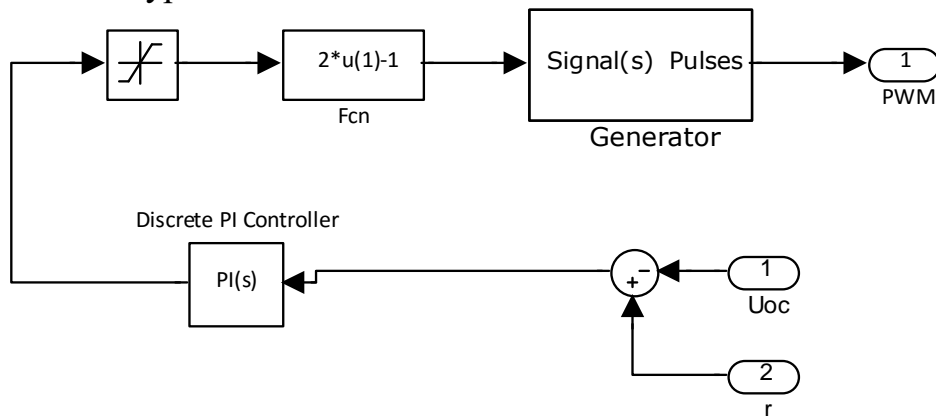 2*u(1)-1
Fcn
Signal(s) Pulses
Generator
1
PWM
Discrete PI Controller
PI(s)
-
+
1
Uoc
2
r